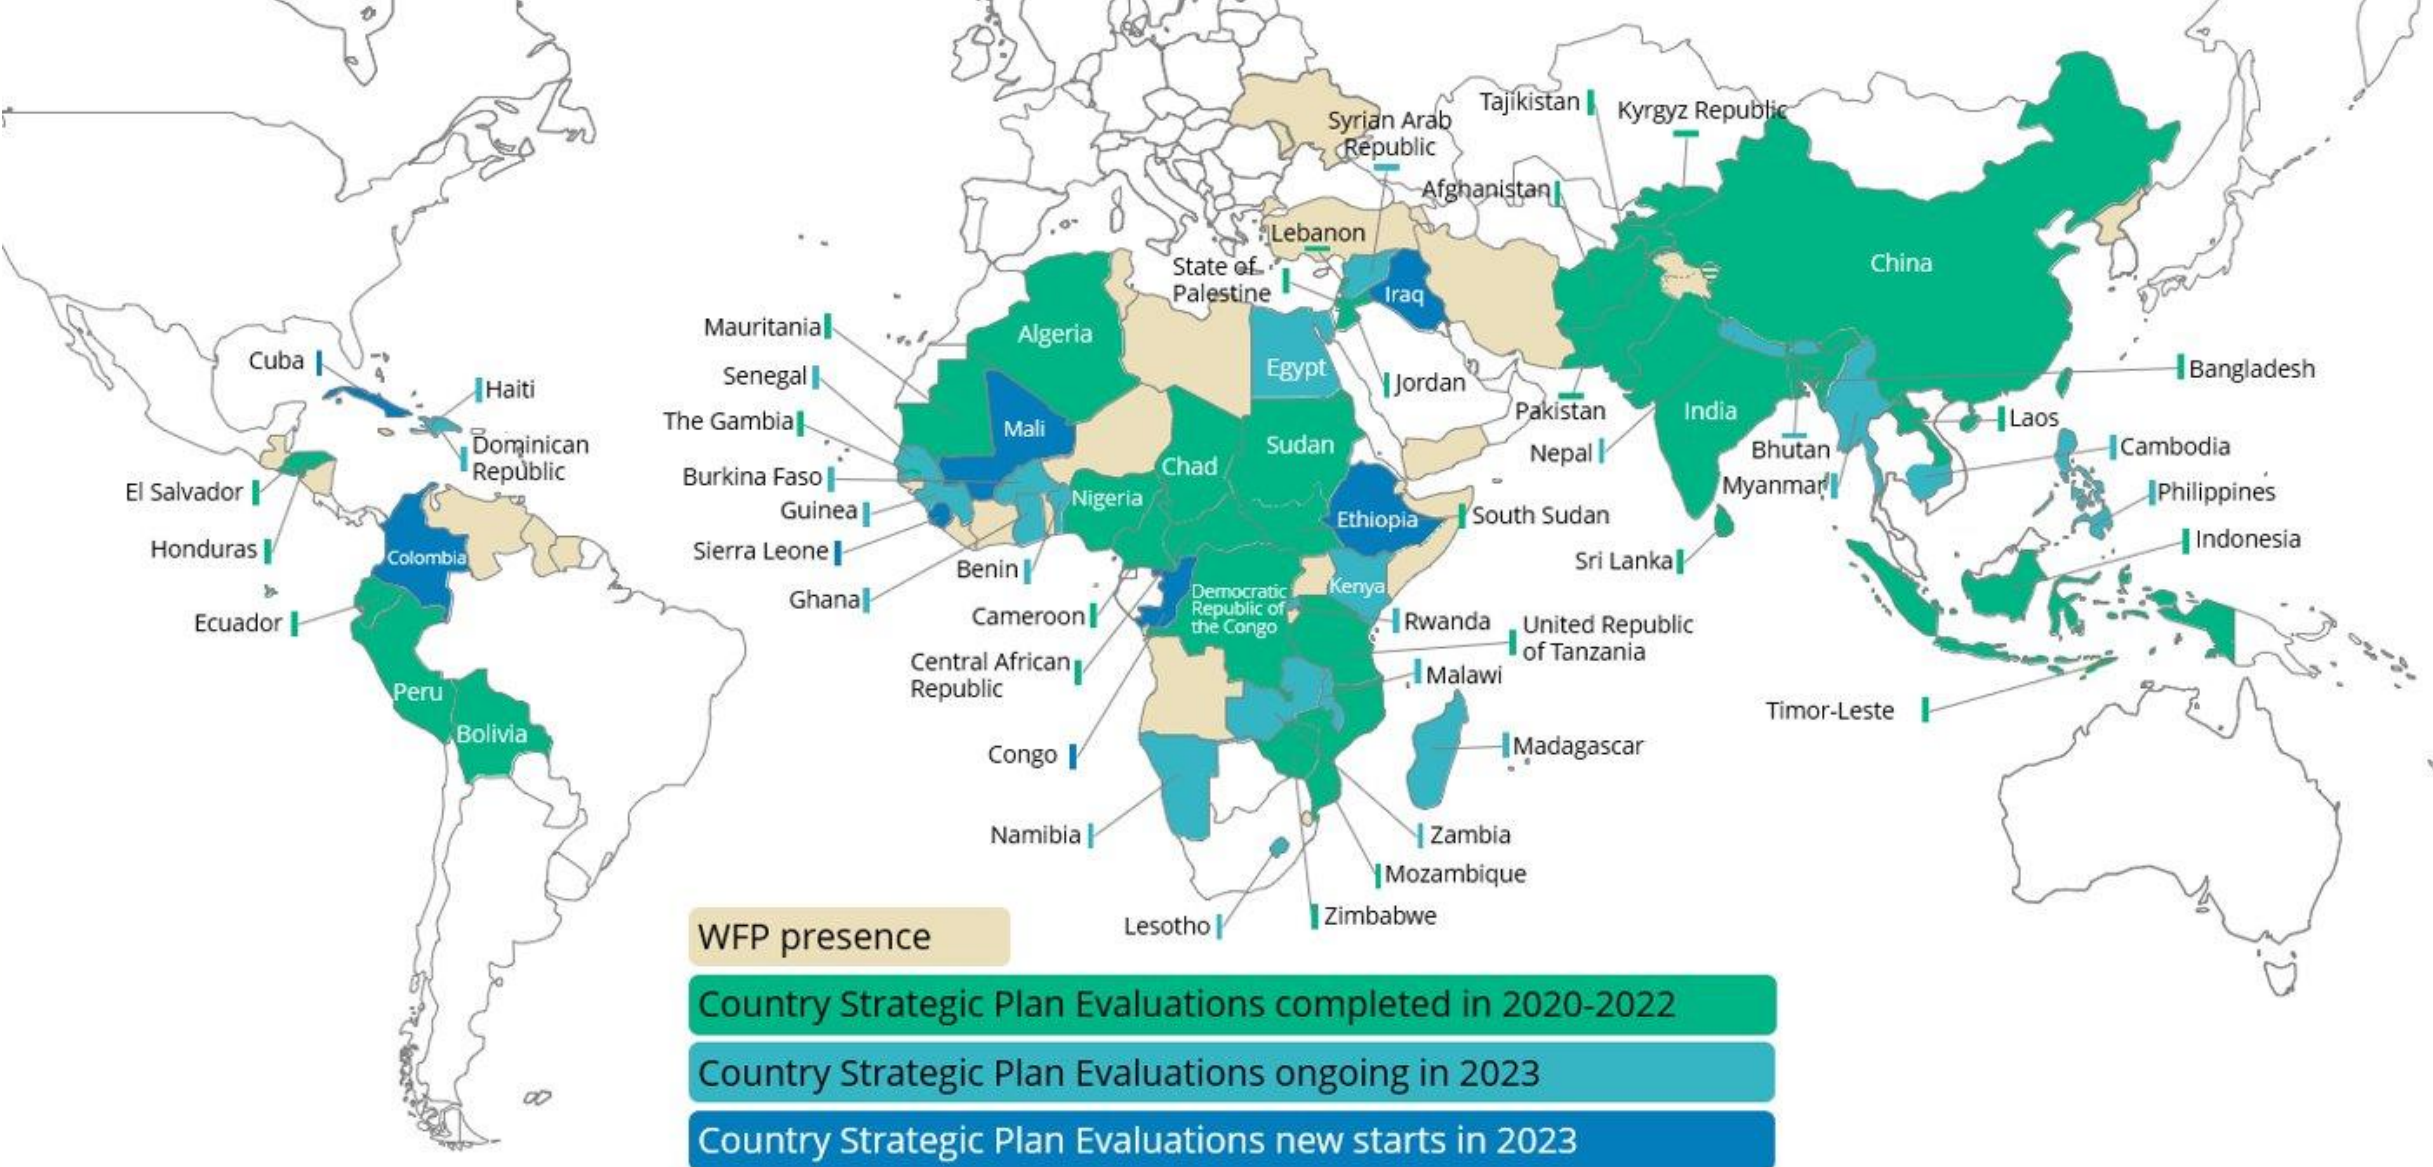 Tajikistan
Kyrgyz Republic
Syrian Arab
Republic
Afghanistan
Lebanon
State of
Palestine
China
Iraq
Mauritania
Algeria
Cuba
Egypt
Bangladesh
Senegal
Haiti
Jordan
Pakistan
India
Laos
The Gambia
Mali
Dominican
Republic
Sudan
Nepal
Bhutan
Cambodia
Chad
Burkina Faso
Myanmar
El Salvador
Nigeria
Philippines
Guinea
Ethiopia
South Sudan
Indonesia
Honduras
Colombia
Sierra Leone
Benin
Sri Lanka
Kenya
Ghana
Democratic
Republic of
the Congo
Ecuador
Cameroon
Rwanda
United Republic
of Tanzania
Central African
Republic
Malawi
Peru
Timor-Leste
Bolivia
Congo
Madagascar
Namibia
Zambia
Mozambique
Lesotho
Zimbabwe
WFP presence
Country Strategic Plan Evaluations completed in 2020-2022
Country Strategic Plan Evaluations ongoing in 2023
Country Strategic Plan Evaluations new starts in 2023